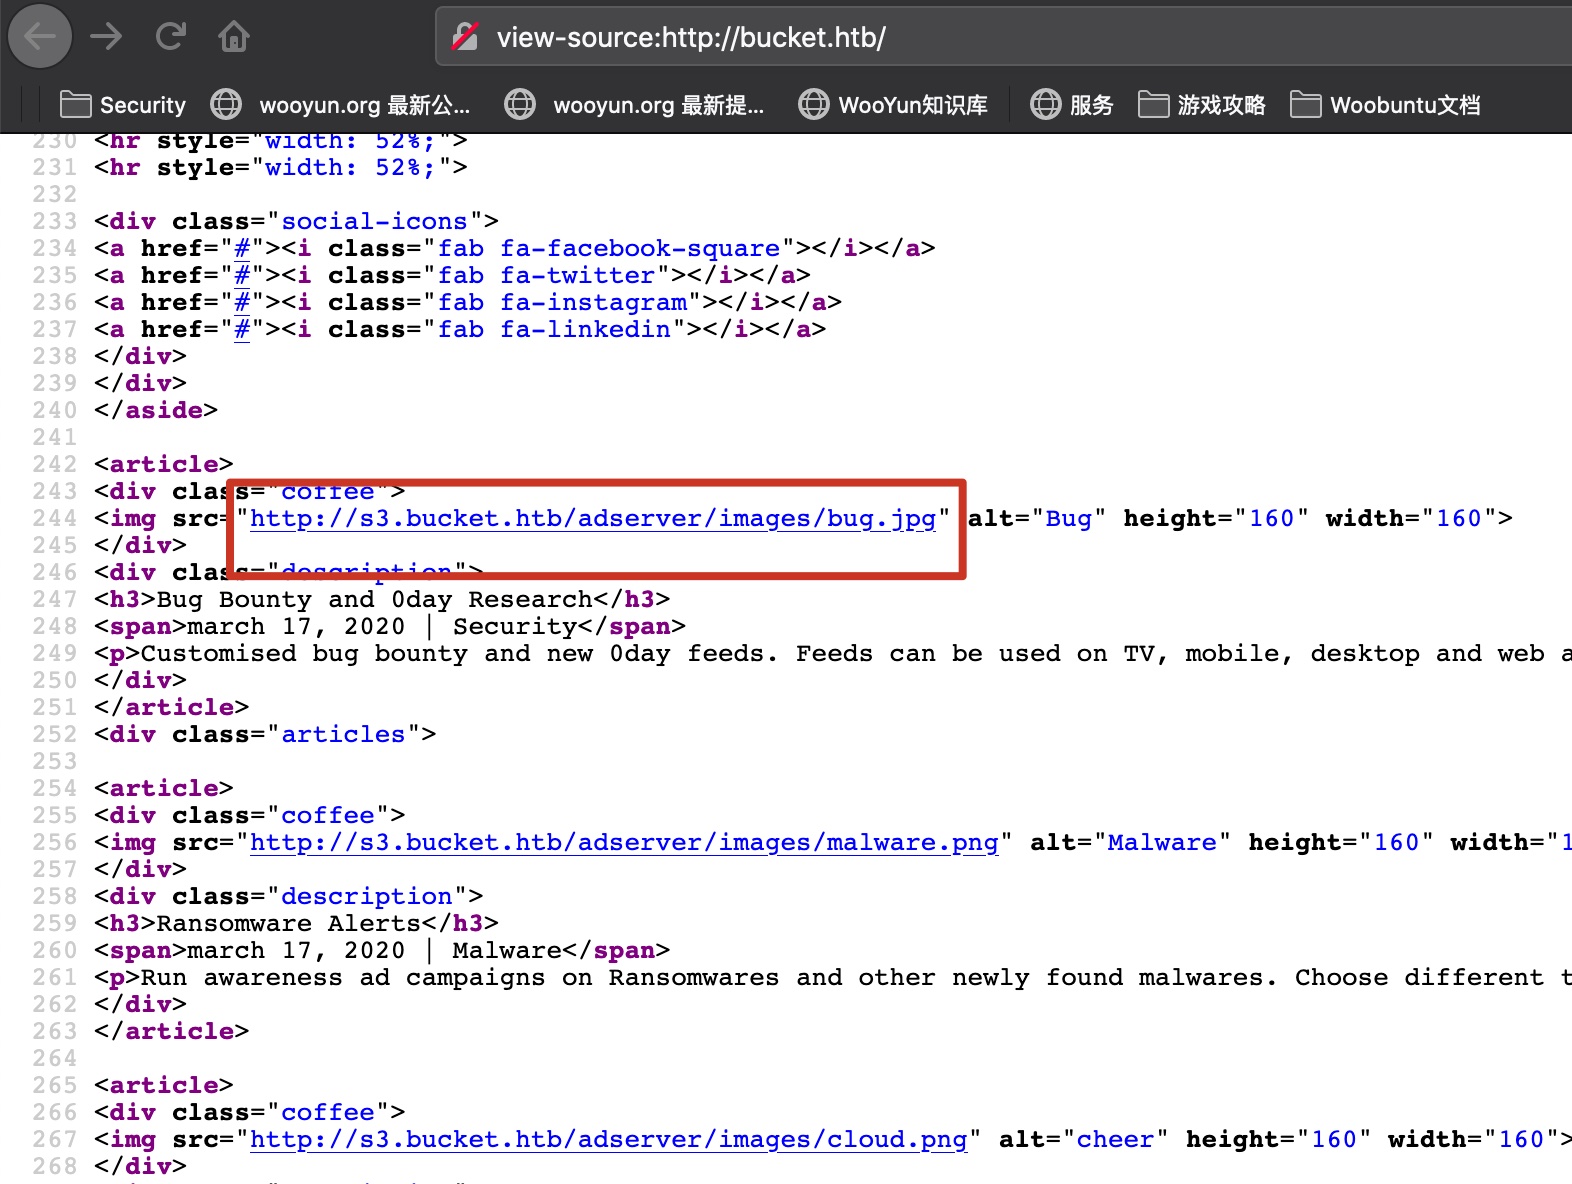 view-source:http://bucket.htb/
Security wooyun.org 最新公... wooyun.org 最新提... WooYun知识库 服务 游戏攻略 Woobuntu文档
230 <hr style="width: 52%;">
231 <hr style="width: 52%;">
232
233 <div class="social-icons">
234 <a href="#"><i class="fab fa-facebook-square"></i></a>
235 <a href="#"><i class="fab fa-twitter"></i></a>
236 <a href="#"><i class="fab fa-instagram"></i></a>
237 <a href="#"><i class="fab fa-linkedin"></i></a>
238 </div>
239 </div>
240 </aside>
241
242 <article>
243 <div class="coffee">
244 <img src="http://s3.bucket.htb/adserver/images/bug.jpg" alt="Bug" height="160" width="160">
245 </div>
246 <div class="description">
247 <h3>Bug Bounty and 0day Research</h3>
248 <span>march 17, 2020 | Security</span>
249 <p>Customised bug bounty and new 0day feeds. Feeds can be used on TV, mobile, desktop and web a
250 </div>
251 </article>
252 <div class="articles">
253
254 <article>
255 <div class="coffee">
256 <img src="http://s3.bucket.htb/adserver/images/malware.png" alt="Malware" height="160" width="1
257 </div>
258 <div class="description">
259 <h3>Ransomware Alerts</h3>
260 <span>march 17, 2020 | Malware</span>
261 <p>Run awareness ad campaigns on Ransomwares and other newly found malwares. Choose different t
262 </div>
263 </article>
264
265 <article>
266 <div class="coffee">
267 <img src="http://s3.bucket.htb/adserver/images/cloud.png" alt="cheer" height="160" width="160">
268 </div>